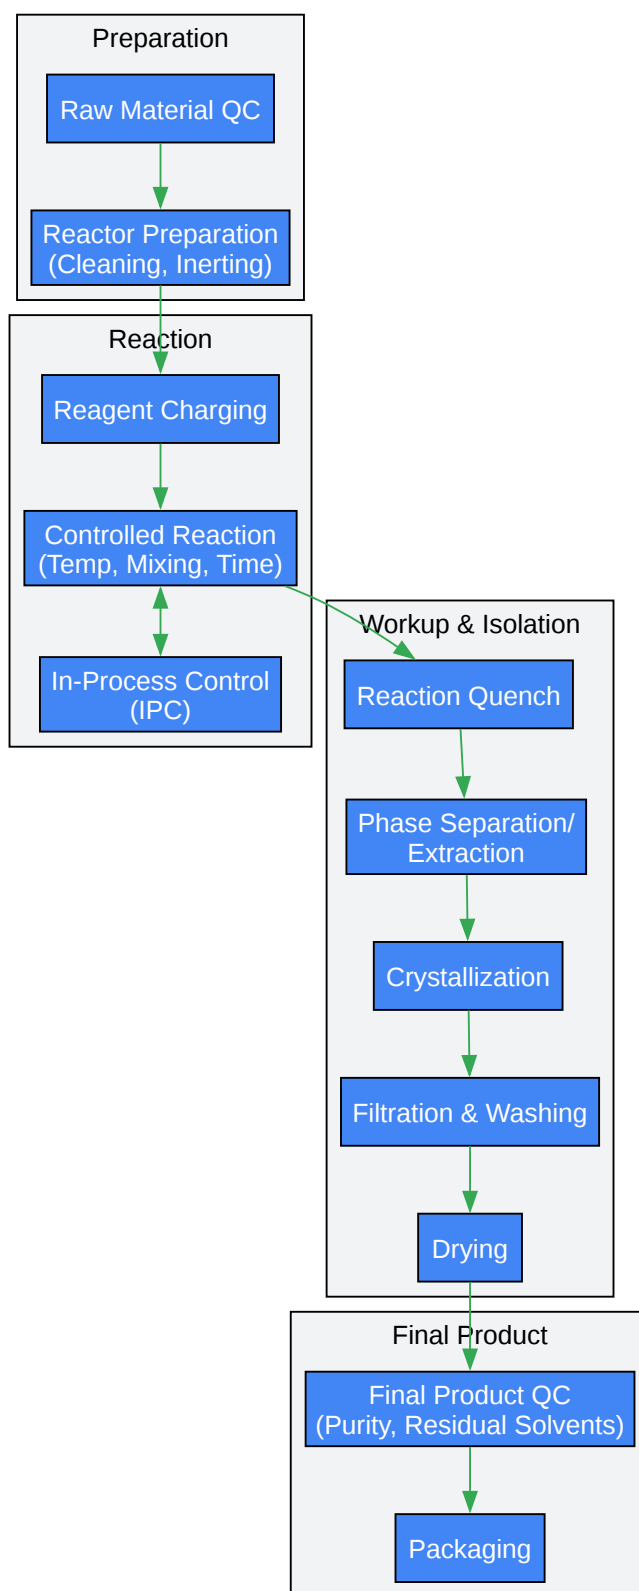 Preparation
Raw Material QC
Reactor Preparation
(Cleaning, Inerting)
Reaction
Reagent Charging
Controlled Reaction
(Temp, Mixing, Time)
In-Process Control
(IPC)
Workup & Isolation
Reaction Quench
Phase Separation/
Extraction
Crystallization
Filtration & Washing
Drying
Final Product
Final Product QC
(Purity, Residual Solvents)
Packaging